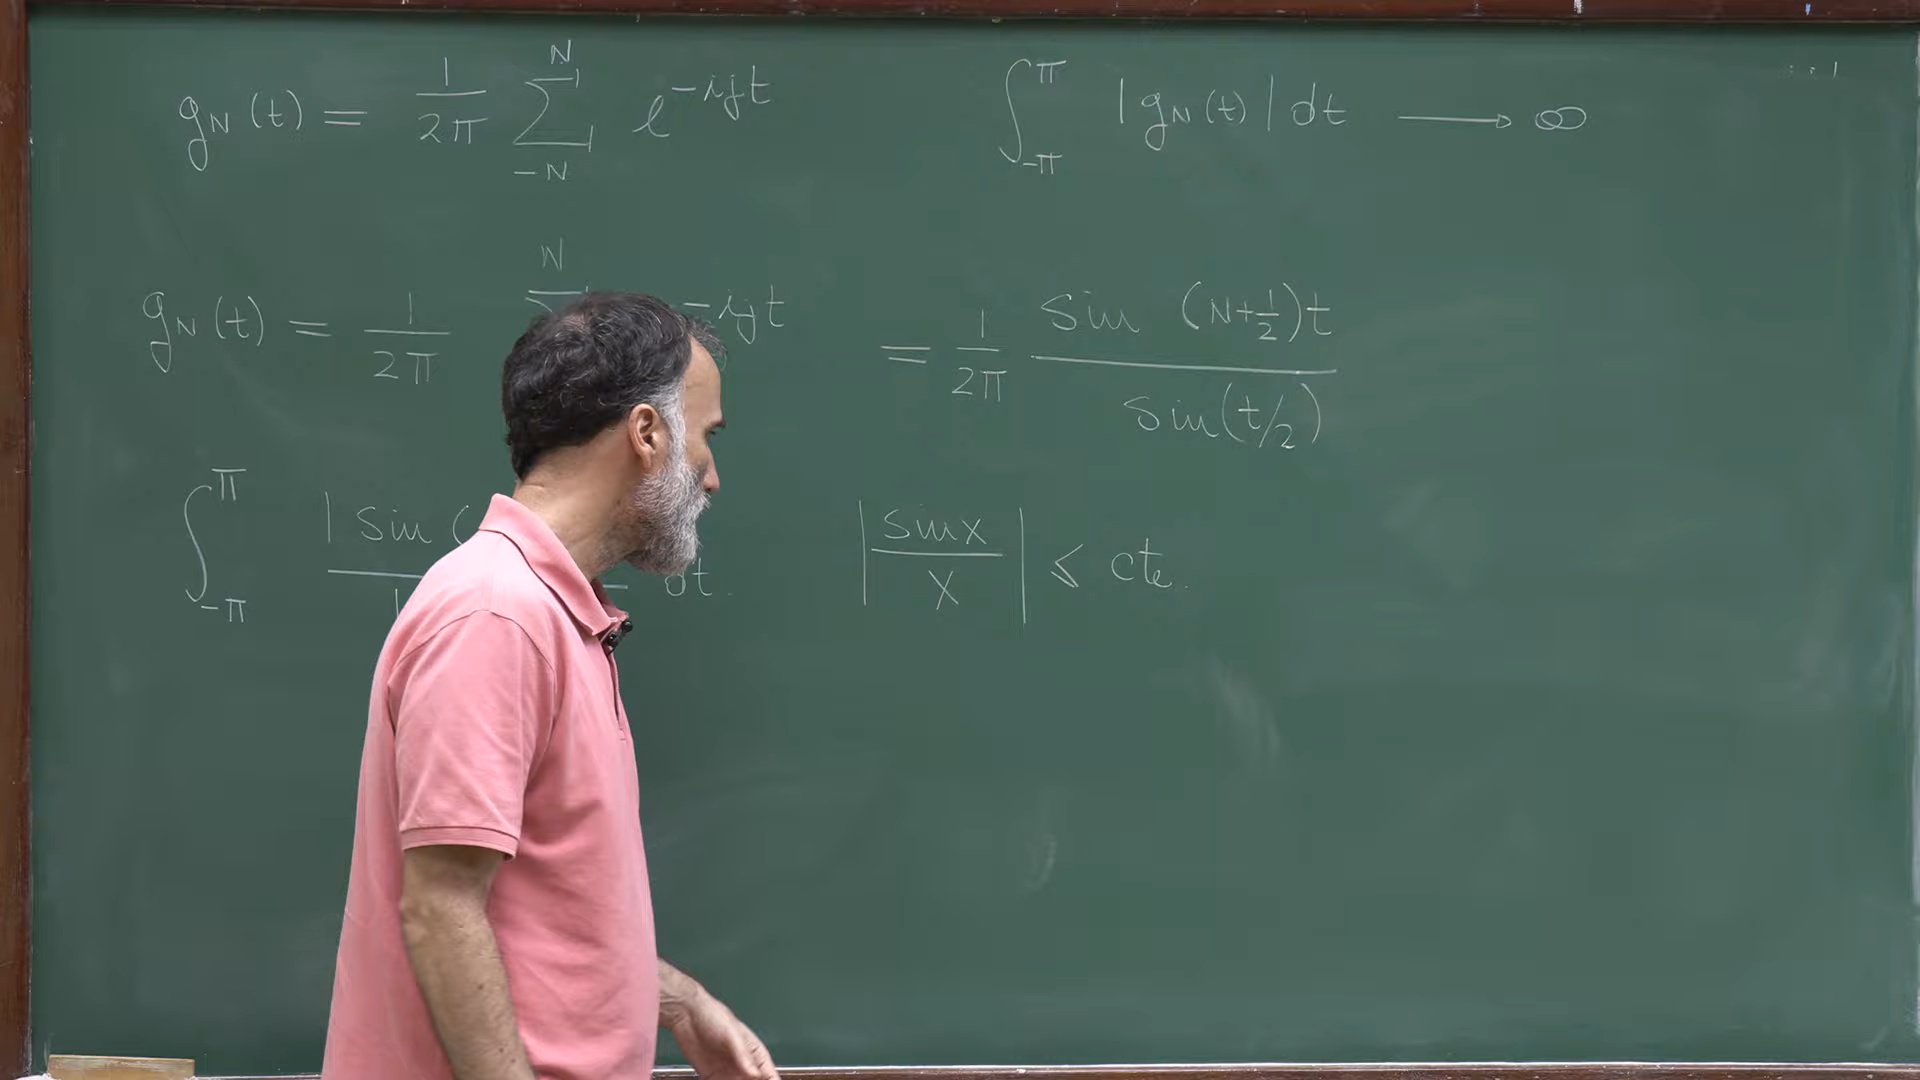 g_N(t) = 1/2π ∑_{-N}^{N} e^{-ijt}
∫_{-π}^{π} |g_N(t)| dt → ∞
g_N(t) = 1/2π N -ijt = 1/2π sin (N+1/2)t / sin(t/2)
∫_{-π}^{π} |sin ( dt.
|sin x / x| ≤ cte.